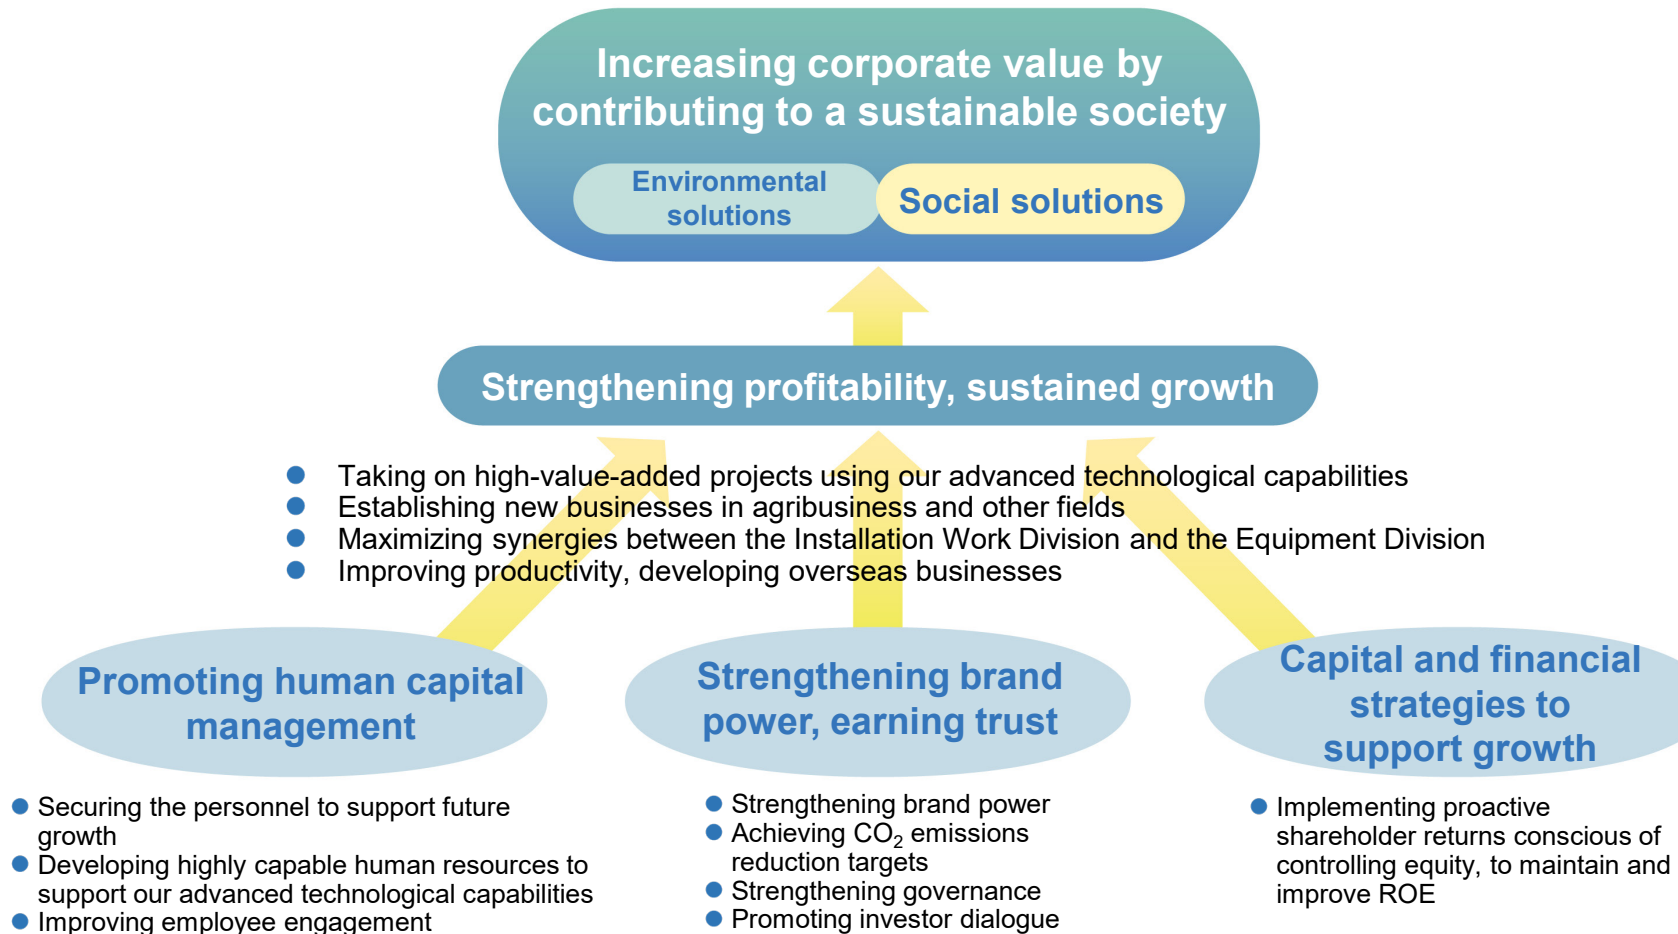 Increasing corporate value by
contributing to a sustainable society
Environmental
solutions
Social solutions
Strengthening profitability, sustained growth
● Taking on high-value-added projects using our advanced technological capabilities
● Establishing new businesses in agribusiness and other fields
● Maximizing synergies between the Installation Work Division and the Equipment Division
● Improving productivity, developing overseas businesses
Promoting human capital
management
● Securing the personnel to support future
growth
● Developing highly capable human resources to
support our advanced technological capabilities
● Improving employee engagement
Strengthening brand
power, earning trust
● Strengthening brand power
● Achieving CO₂ emissions
reduction targets
● Strengthening governance
● Promoting investor dialogue
Capital and financial
strategies to
support growth
● Implementing proactive
shareholder returns conscious of
controlling equity, to maintain and
improve ROE